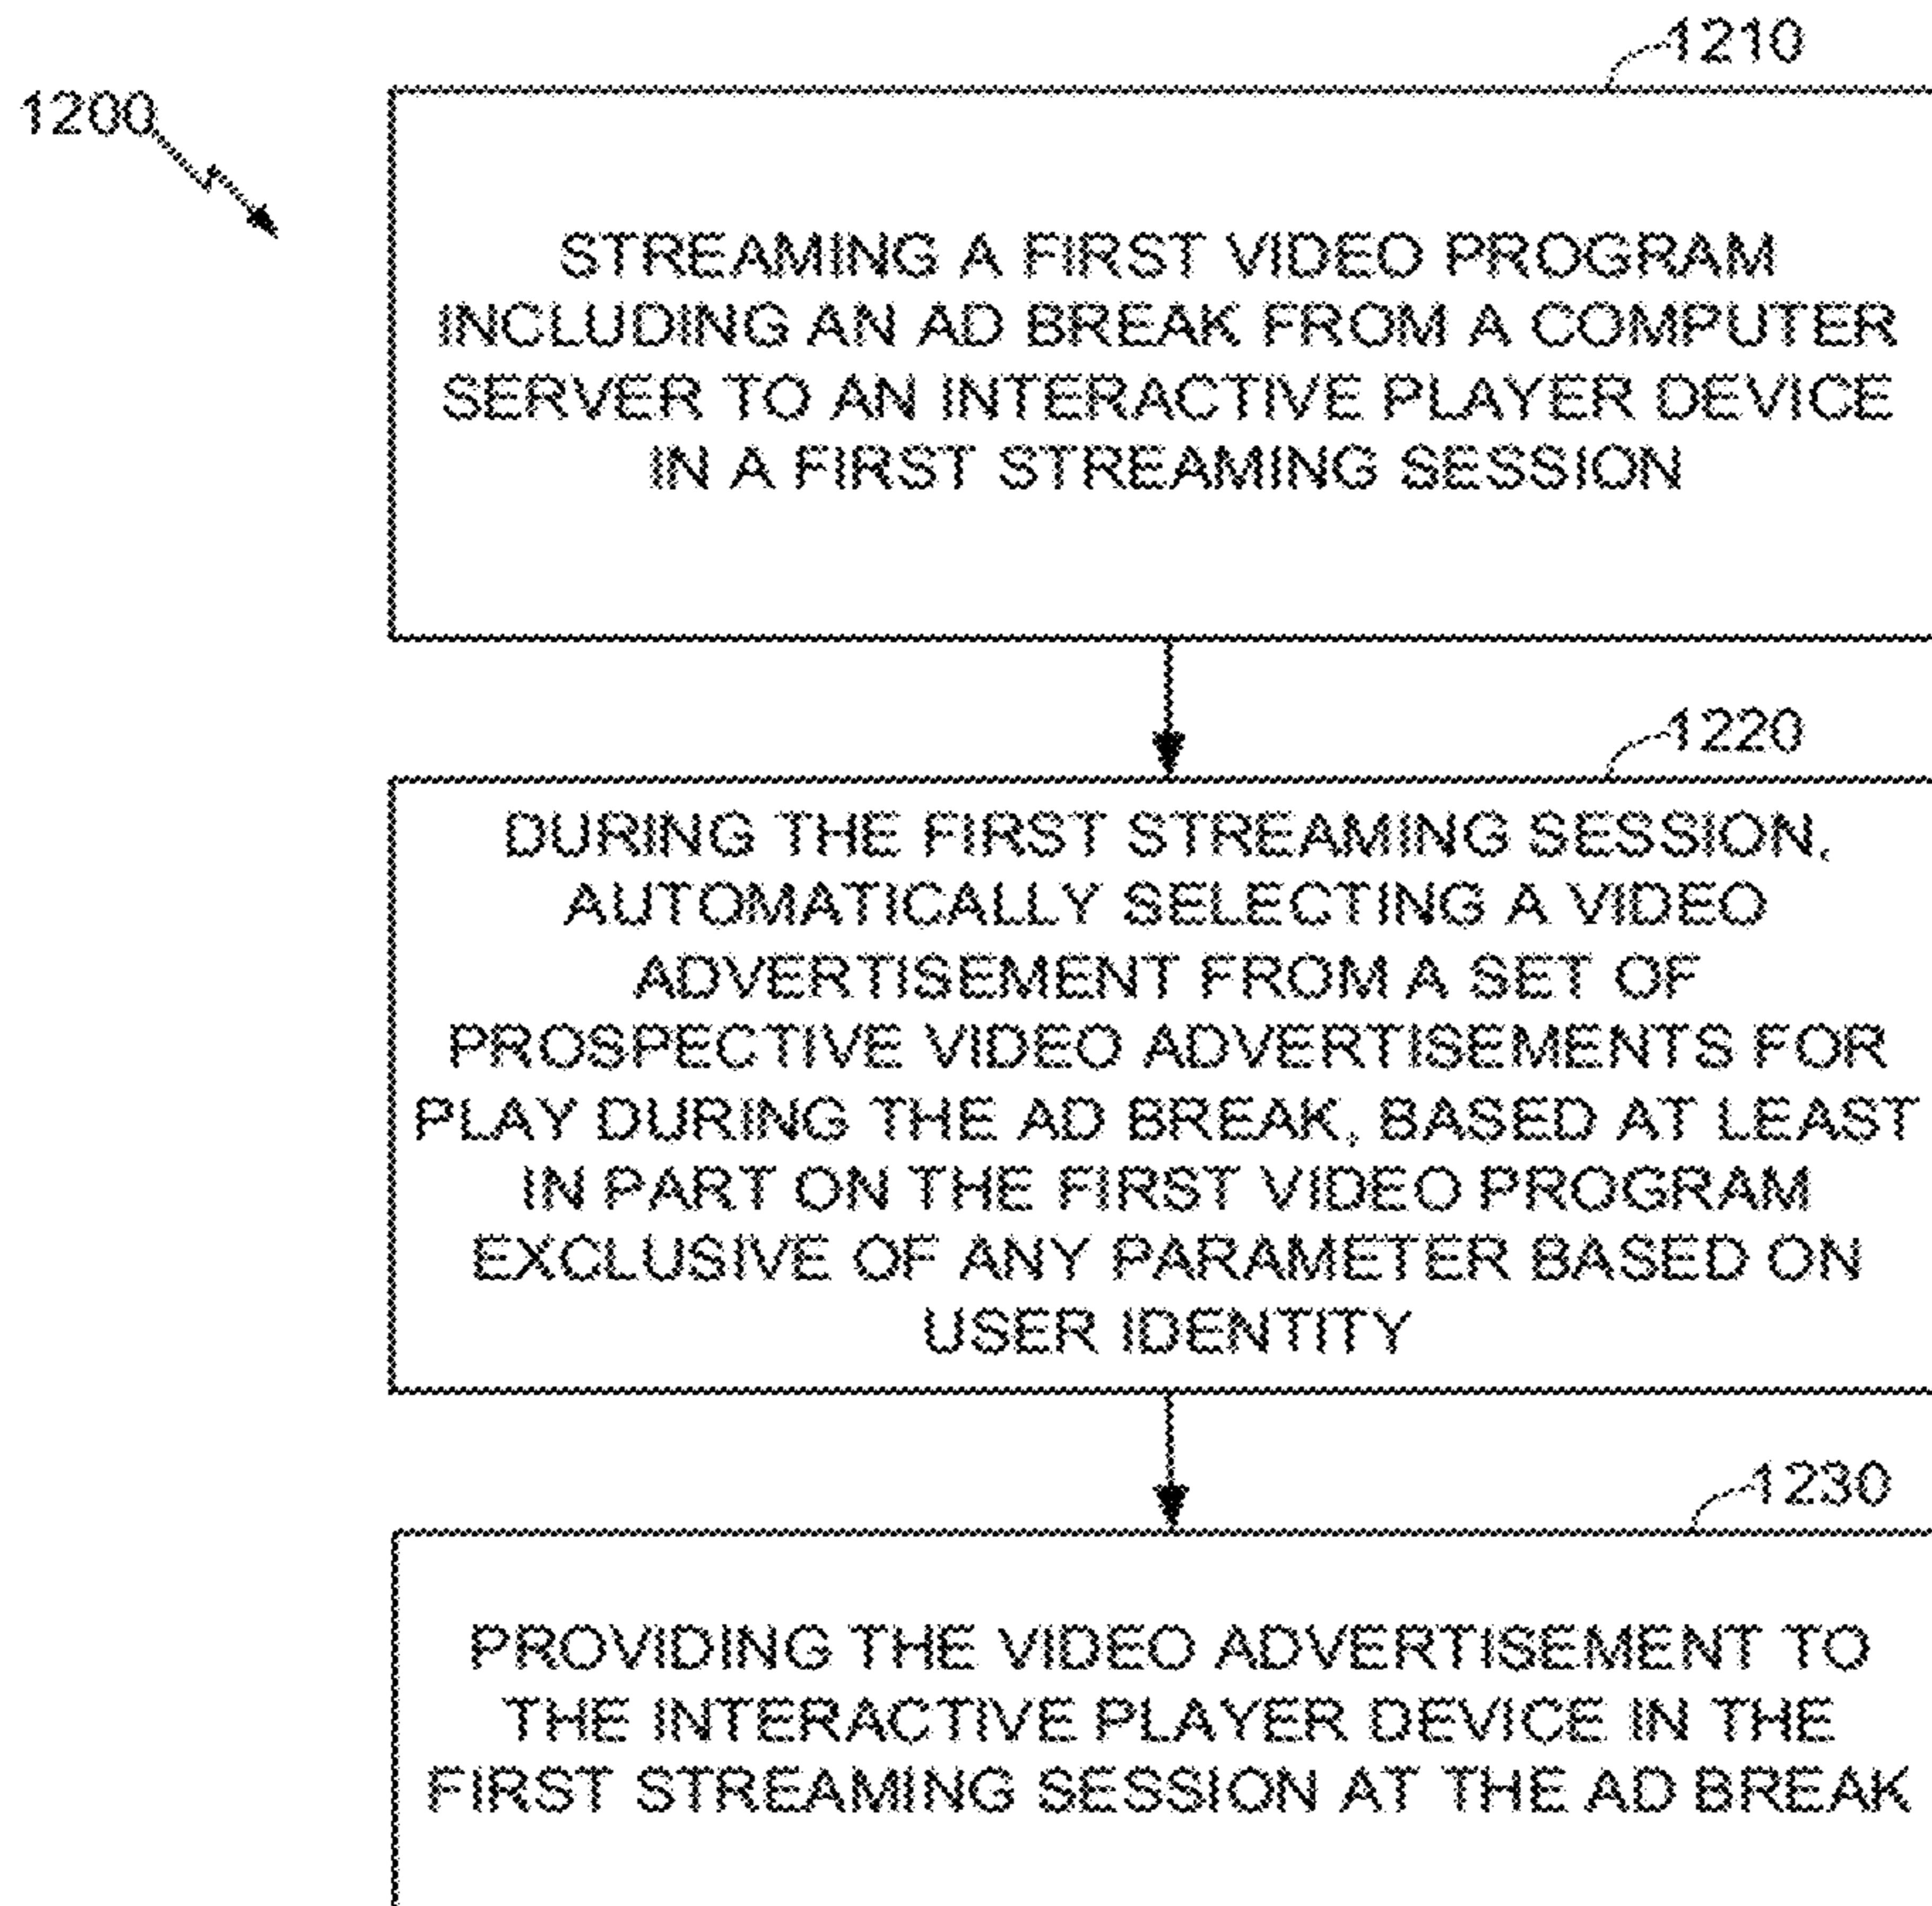 1200
1210
STREAMING A FIRST VIDEO PROGRAM
INCLUDING AN AD BREAK FROM A COMPUTER
SERVER TO AN INTERACTIVE PLAYER DEVICE
IN A FIRST STREAMING SESSION
1220
DURING THE FIRST STREAMING SESSION,
AUTOMATICALLY SELECTING A VIDEO
ADVERTISEMENT FROM A SET OF
PROSPECTIVE VIDEO ADVERTISEMENTS FOR
PLAY DURING THE AD BREAK, BASED AT LEAST
IN PART ON THE FIRST VIDEO PROGRAM
EXCLUSIVE OF ANY PARAMETER BASED ON
USER IDENTITY
1230
PROVIDING THE VIDEO ADVERTISEMENT TO
THE INTERACTIVE PLAYER DEVICE IN THE
FIRST STREAMING SESSION AT THE AD BREAK